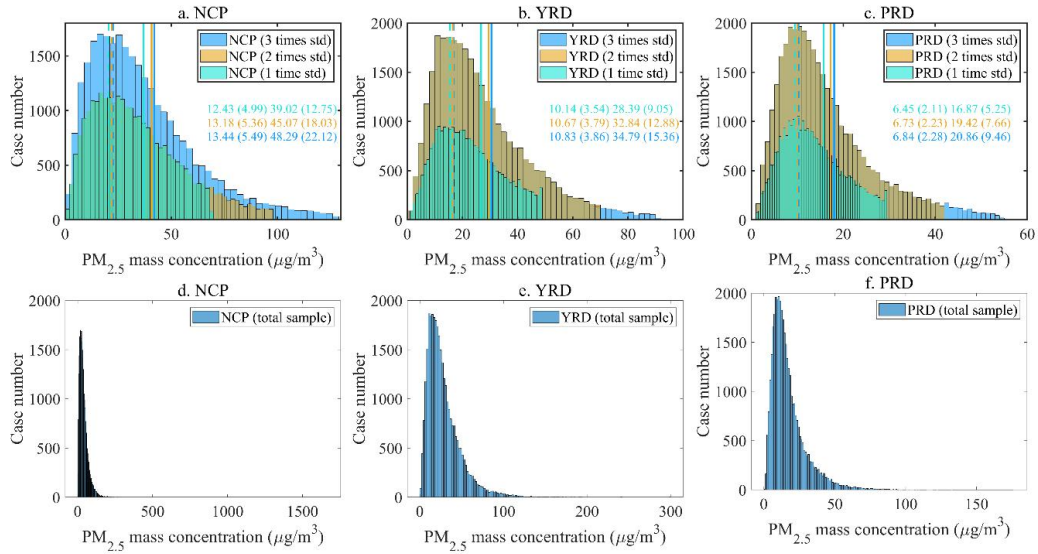 a. NCP
Case number
1500
1000
500
0
NCP (3 times std)
NCP (2 times std)
NCP (1 time std)
12.43 (4.99) 39.02 (12.75)
13.18 (5.36) 45.07 (18.03)
13.44 (5.49) 48.29 (22.12)
0 50 100
PM2.5 mass concentration (μg/m3)
b. YRD
Case number
2000
1500
1000
500
0
YRD (3 times std)
YRD (2 times std)
YRD (1 time std)
10.14 (3.54) 28.39 (9.05)
10.67 (3.79) 32.84 (12.88)
10.83 (3.86) 34.79 (15.36)
0 20 40 60 80 100
PM2.5 mass concentration (μg/m3)
c. PRD
Case number
2000
1500
1000
500
0
PRD (3 times std)
PRD (2 times std)
PRD (1 time std)
6.45 (2.11) 16.87 (5.25)
6.73 (2.23) 19.42 (7.66)
6.84 (2.28) 20.86 (9.46)
0 20 40 60
PM2.5 mass concentration (μg/m3)
d. NCP
Case number
2000
1500
1000
500
0
NCP (total sample)
0 500 1000 1500
PM2.5 mass concentration (μg/m3)
e. YRD
Case number
2000
1500
1000
500
0
YRD (total sample)
0 100 200 300
PM2.5 mass concentration (μg/m3)
f. PRD
Case number
2000
1500
1000
500
0
PRD (total sample)
0 50 100 150
PM2.5 mass concentration (μg/m3)